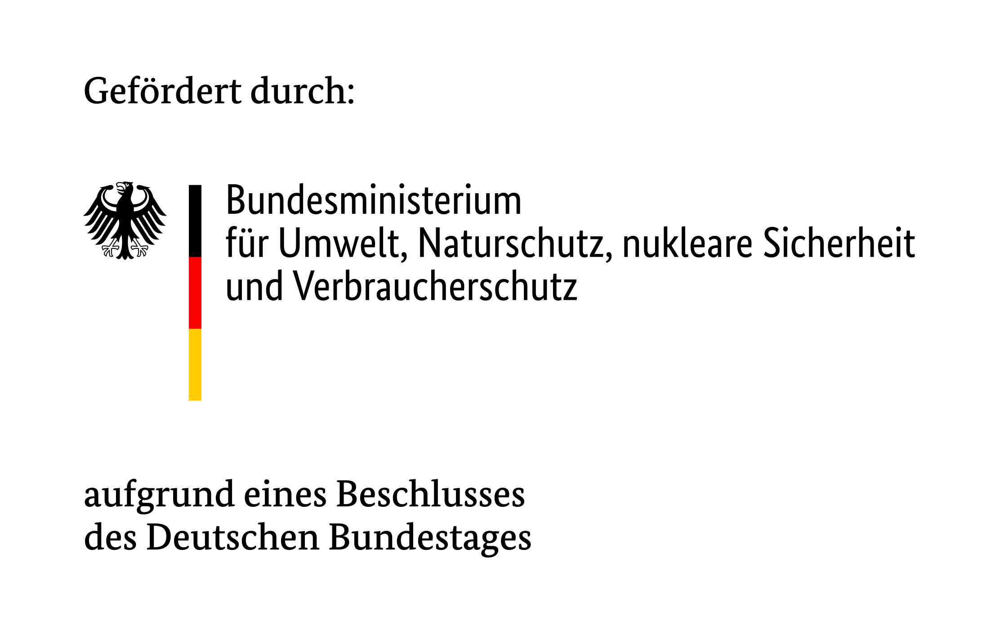 Gefördert durch:
Bundesministerium
für Umwelt, Naturschutz, nukleare Sicherheit
und Verbraucherschutz
aufgrund eines Beschlusses
des Deutschen Bundestages